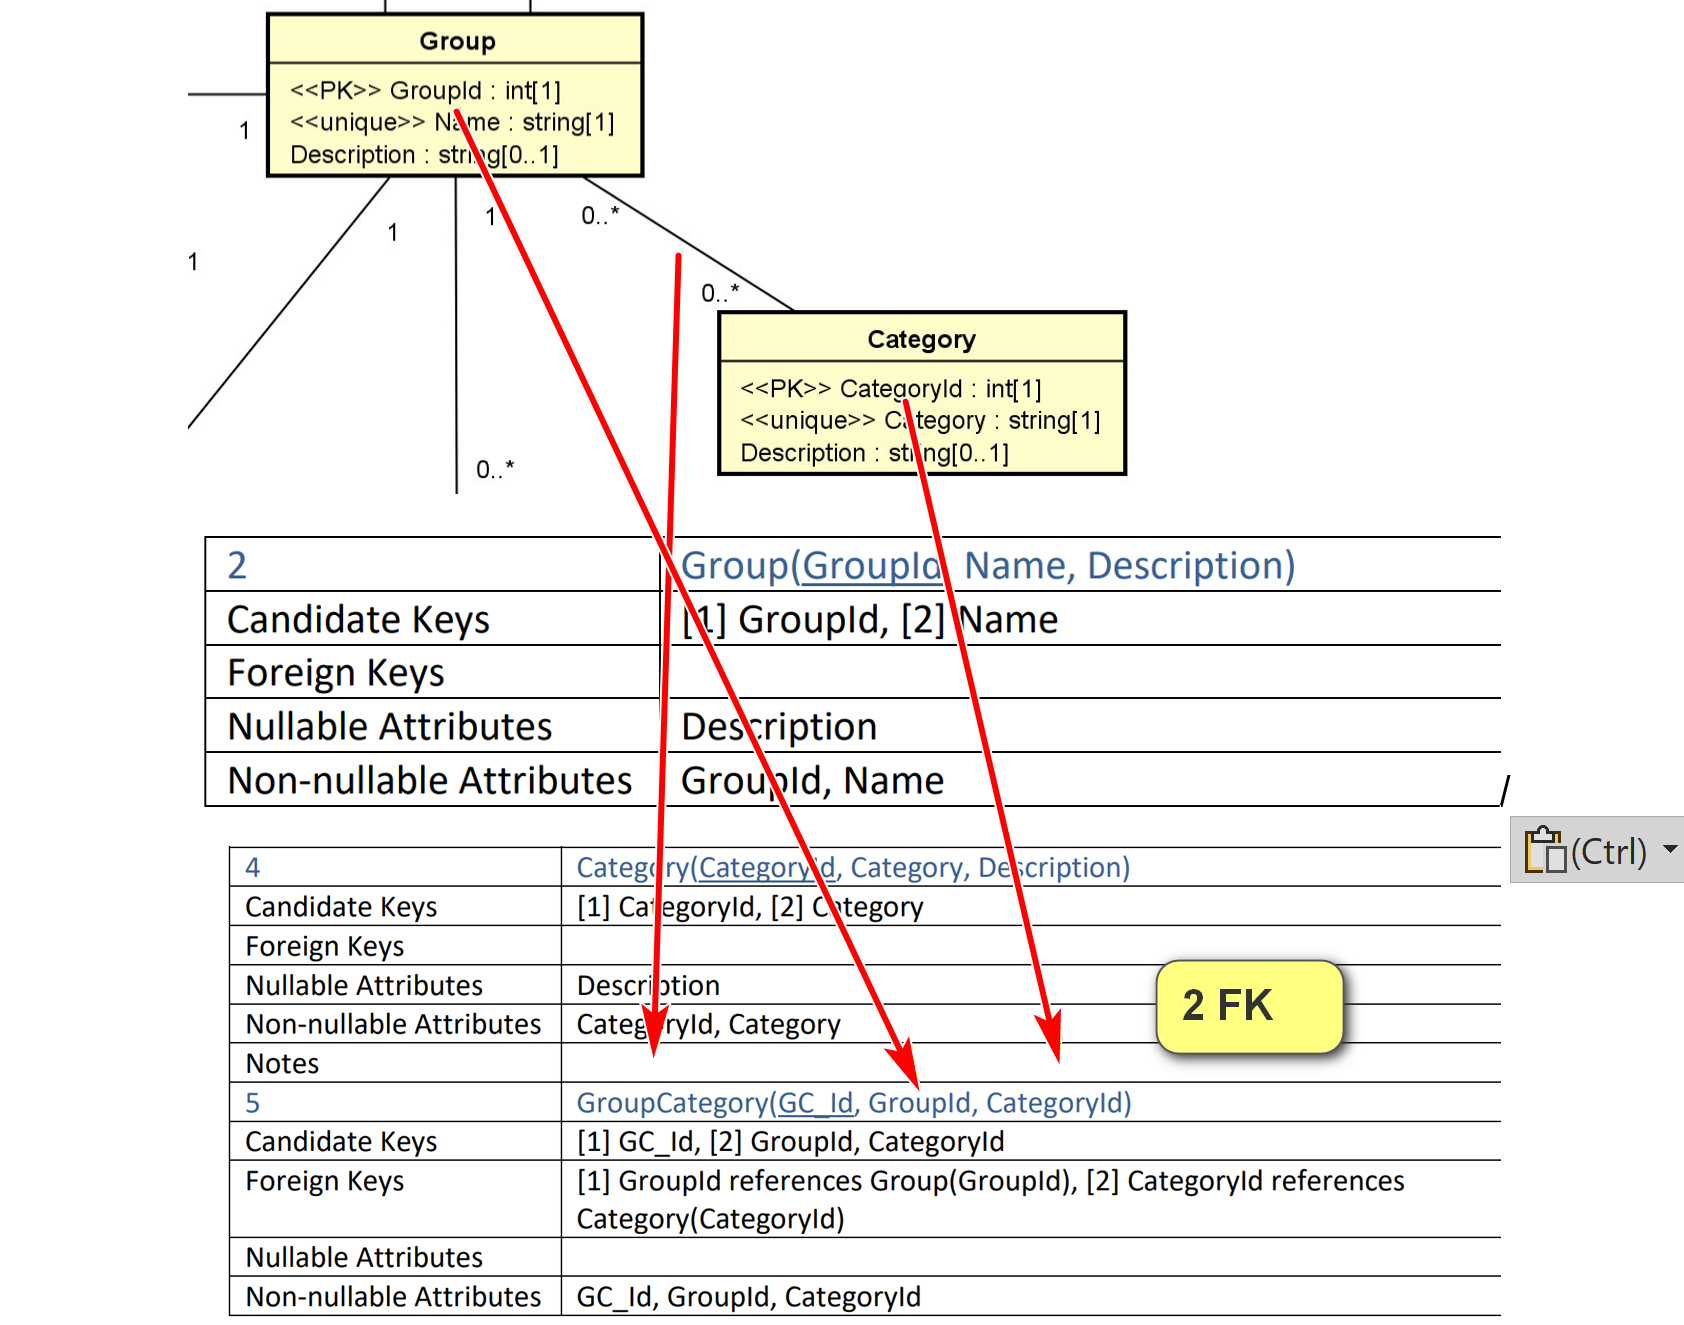 Group
<<PK>> GroupId : int[1]
<<unique>> Name : string[1]
Description : string[0..1]
1
1
1
0..*
1
0..*
Category
<<PK>> CategoryId : int[1]
<<unique>> Category : string[1]
Description : string[0..1]
0..*
2 Group(GroupId, Name, Description)
Candidate Keys [1] GroupId, [2] Name
Foreign Keys
Nullable Attributes Description
Non-nullable Attributes GroupId, Name
/
(Ctrl)
4 Category(CategoryId, Category, Description)
Candidate Keys [1] CategoryId, [2] Category
Foreign Keys
Nullable Attributes Description
Non-nullable Attributes CategoryId, Category
Notes
2 FK
5 GroupCategory(GC_Id, GroupId, CategoryId)
Candidate Keys [1] GC_Id, [2] GroupId, CategoryId
Foreign Keys [1] GroupId references Group(GroupId), [2] CategoryId references
Category(CategoryId)
Nullable Attributes
Non-nullable Attributes GC_Id, GroupId, CategoryId